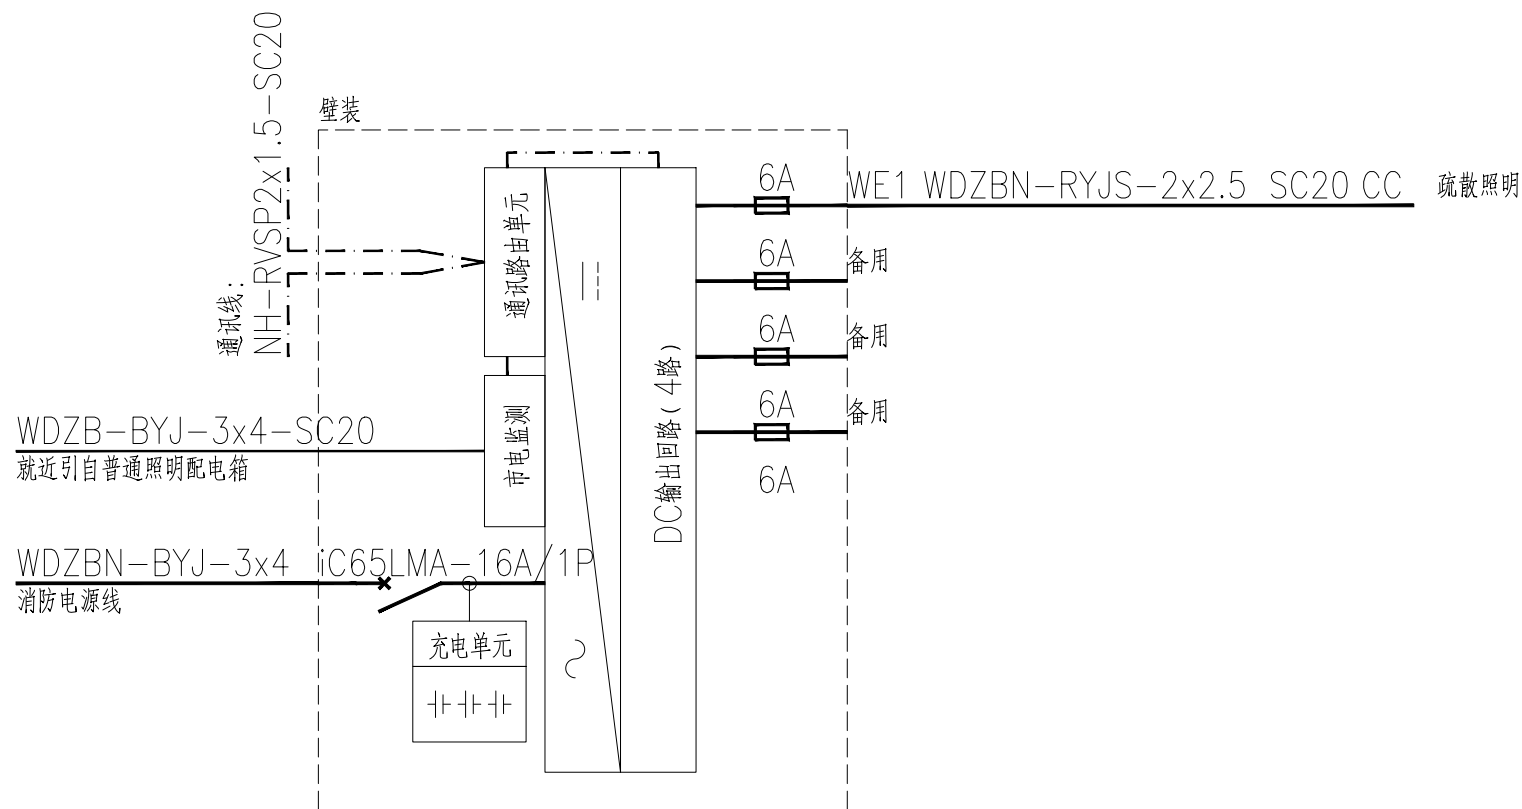 壁装
通讯线:
NH-RVSP2x1.5-SC20
通讯路由单元
市电监测
DC输出回路(4路)
6A
WE1 WDZBN-RYJS-2x2.5 SC20 CC 疏散照明
6A
备用
6A
备用
6A
备用
6A
WDZB-BYJ-3x4-SC20
就近引自普通照明配电箱
WDZBN-BYJ-3x4 iC65LMA-16A/1P
消防电源线
充电单元